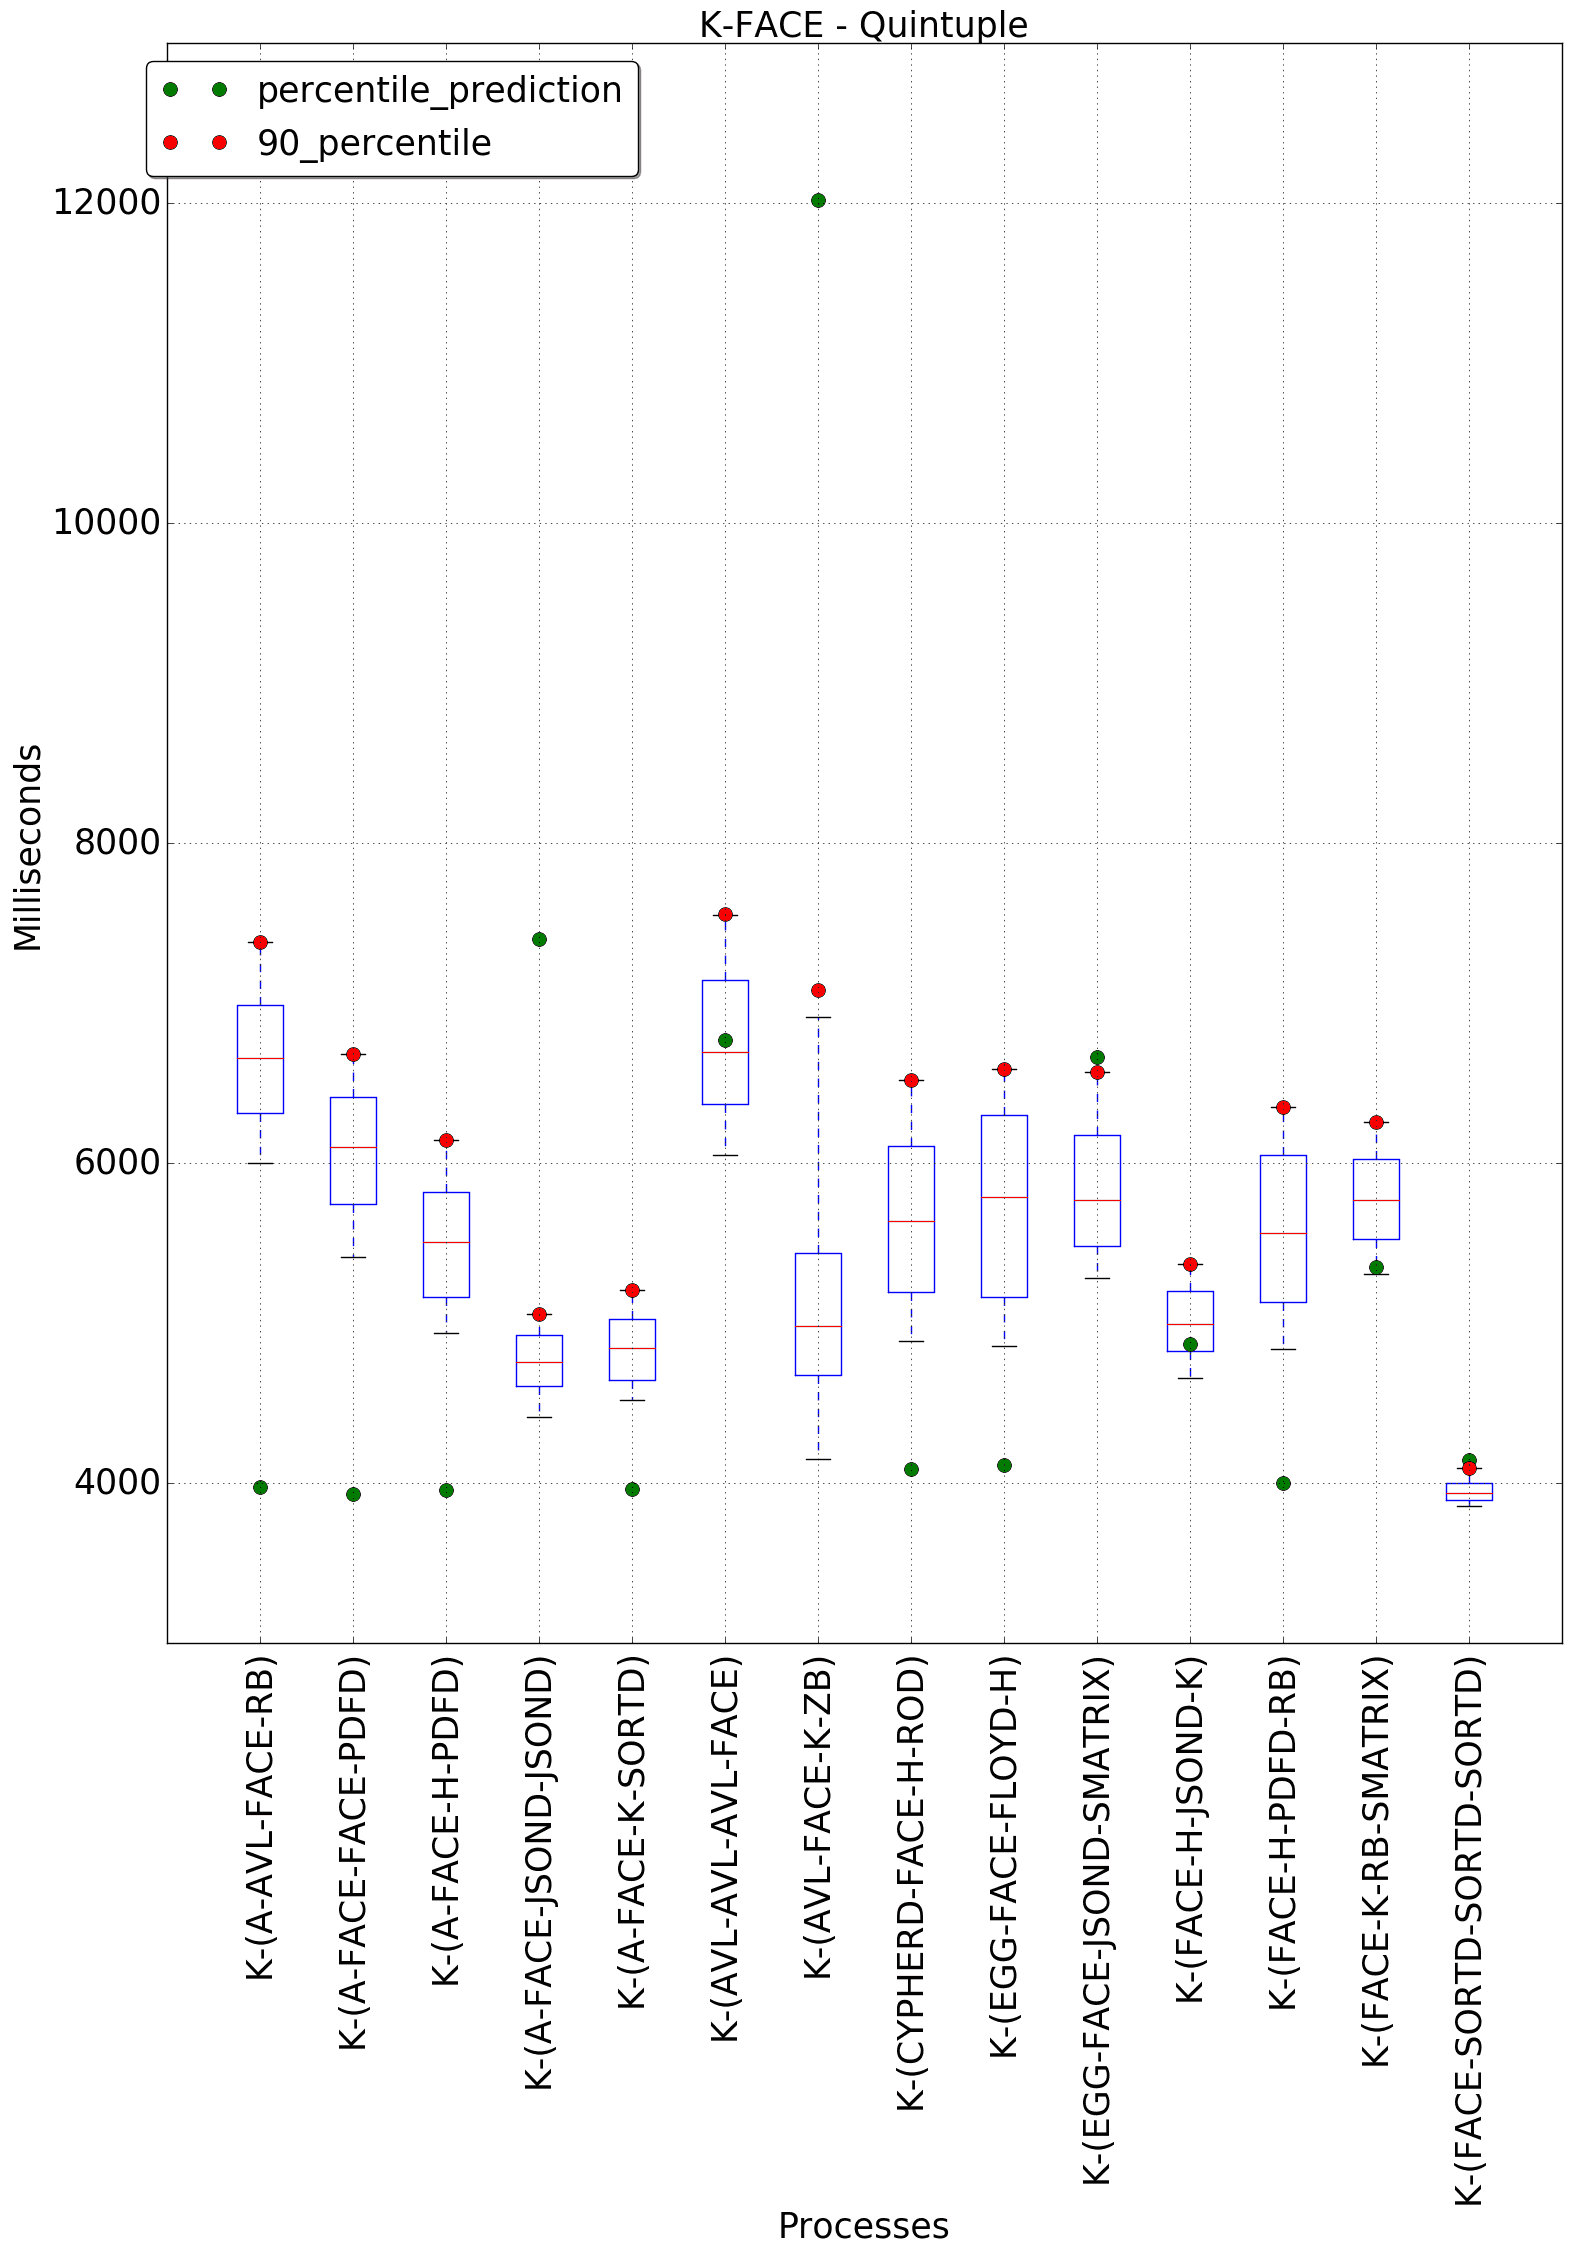 K-FACE - Quintuple
percentile_prediction
90_percentile
12000
10000
8000
6000
4000
Milliseconds
K-(A-AVL-FACE-RB)
K-(A-FACE-FACE-PDFD)
K-(A-FACE-H-PDFD)
K-(A-FACE-JSOND-JSOND)
K-(A-FACE-K-SORTD)
K-(AVL-AVL-AVL-FACE)
K-(AVL-FACE-K-ZB)
K-(CYPHERD-FACE-H-ROD)
K-(EGG-FACE-FLOYD-H)
K-(EGG-FACE-JSOND-SMATRIX)
K-(FACE-H-JSOND-K)
K-(FACE-H-PDFD-RB)
K-(FACE-K-RB-SMATRIX)
K-(FACE-SORTD-SORTD-SORTD)
Processes